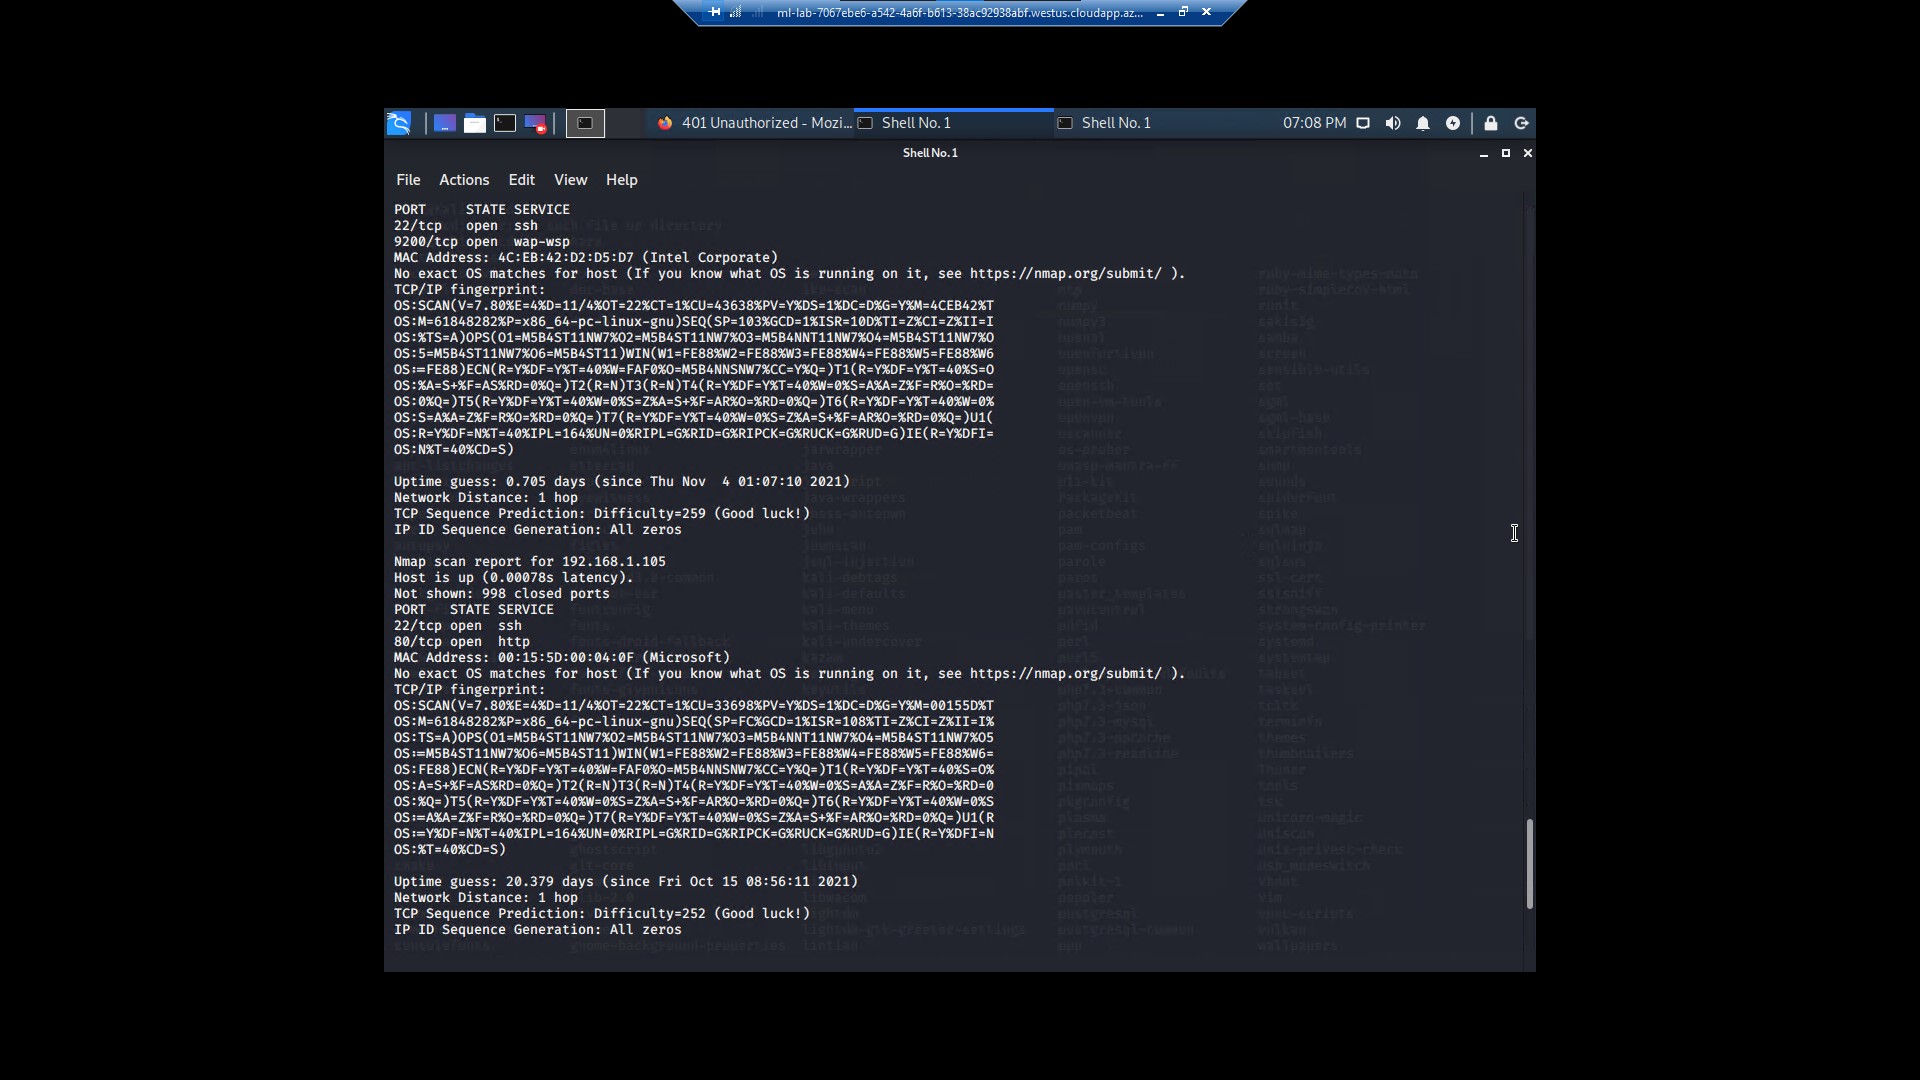 ml-lab-7067ebe6-a542-4a6f-b613-38ac92938abf.westus.cloudapp.az...
401 Unauthorized - Mozi...
Shell No. 1
Shell No. 1
07:08 PM
Shell No. 1
File Actions Edit View Help
PORT     STATE SERVICE
22/tcp   open  ssh
9200/tcp open  wap-wsp
MAC Address: 4C:EB:42:D2:D5:D7 (Intel Corporate)
No exact OS matches for host (If you know what OS is running on it, see https://nmap.org/submit/ ).
TCP/IP fingerprint:
OS:SCAN(V=7.80%E=4%D=11/4%OT=22%CT=1%CU=43638%PV=Y%DS=1%DC=D%G=Y%M=4CEB42%T
OS:M=61848282%P=x86_64-pc-linux-gnu)SEQ(SP=103%GCD=1%ISR=10D%TI=Z%CI=Z%II=I
OS:%TS=A)OPS(O1=M5B4ST11NW7%O2=M5B4ST11NW7%O3=M5B4NNT11NW7%O4=M5B4ST11NW7%O
OS:5=M5B4ST11NW7%O6=M5B4ST11)WIN(W1=FE88%W2=FE88%W3=FE88%W4=FE88%W5=FE88%W6
OS:=FE88)ECN(R=Y%DF=Y%T=40%W=FAF0%O=M5B4NNSNW7%CC=Y%Q=)T1(R=Y%DF=Y%T=40%S=O
OS:%A=S+%F=AS%RD=0%Q=)T2(R=N)T3(R=N)T4(R=Y%DF=Y%T=40%W=0%S=A%A=Z%F=R%O=%RD=
OS:0%Q=)T5(R=Y%DF=Y%T=40%W=0%S=Z%A=S+%F=AR%O=%RD=0%Q=)T6(R=Y%DF=Y%T=40%W=0%
OS:S=A%A=Z%F=R%O=%RD=0%Q=)T7(R=Y%DF=Y%T=40%W=0%S=Z%A=S+%F=AR%O=%RD=0%Q=)U1(
OS:R=Y%DF=N%T=40%IPL=164%UN=0%RIPL=G%RID=G%RIPCK=G%RUCK=G%RUD=G)IE(R=Y%DFI=
OS:N%T=40%CD=S)
Uptime guess: 0.705 days (since Thu Nov  4 01:07:10 2021)
Network Distance: 1 hop
TCP Sequence Prediction: Difficulty=259 (Good luck!)
IP ID Sequence Generation: All zeros
Nmap scan report for 192.168.1.105
Host is up (0.00078s latency).
Not shown: 998 closed ports
PORT   STATE SERVICE
22/tcp open  ssh
80/tcp open  http
MAC Address: 00:15:5D:00:04:0F (Microsoft)
No exact OS matches for host (If you know what OS is running on it, see https://nmap.org/submit/ ).
TCP/IP fingerprint:
OS:SCAN(V=7.80%E=4%D=11/4%OT=22%CT=1%CU=33698%PV=Y%DS=1%DC=D%G=Y%M=00155D%T
OS:M=61848282%P=x86_64-pc-linux-gnu)SEQ(SP=FC%GCD=1%ISR=108%TI=Z%CI=Z%II=I%
OS:TS=A)OPS(O1=M5B4ST11NW7%O2=M5B4ST11NW7%O3=M5B4NNT11NW7%O4=M5B4ST11NW7%O5
OS:=M5B4ST11NW7%O6=M5B4ST11)WIN(W1=FE88%W2=FE88%W3=FE88%W4=FE88%W5=FE88%W6=
OS:FE88)ECN(R=Y%DF=Y%T=40%W=FAF0%O=M5B4NNSNW7%CC=Y%Q=)T1(R=Y%DF=Y%T=40%S=O%
OS:A=S+%F=AS%RD=0%Q=)T2(R=N)T3(R=N)T4(R=Y%DF=Y%T=40%W=0%S=A%A=Z%F=R%O=%RD=0
OS:%Q=)T5(R=Y%DF=Y%T=40%W=0%S=Z%A=S+%F=AR%O=%RD=0%Q=)T6(R=Y%DF=Y%T=40%W=0%S
OS:=A%A=Z%F=R%O=%RD=0%Q=)T7(R=Y%DF=Y%T=40%W=0%S=Z%A=S+%F=AR%O=%RD=0%Q=)U1(R
OS:=Y%DF=N%T=40%IPL=164%UN=0%RIPL=G%RID=G%RIPCK=G%RUCK=G%RUD=G)IE(R=Y%DFI=N
OS:%T=40%CD=S)
Uptime guess: 20.379 days (since Fri Oct 15 08:56:11 2021)
Network Distance: 1 hop
TCP Sequence Prediction: Difficulty=252 (Good luck!)
IP ID Sequence Generation: All zeros